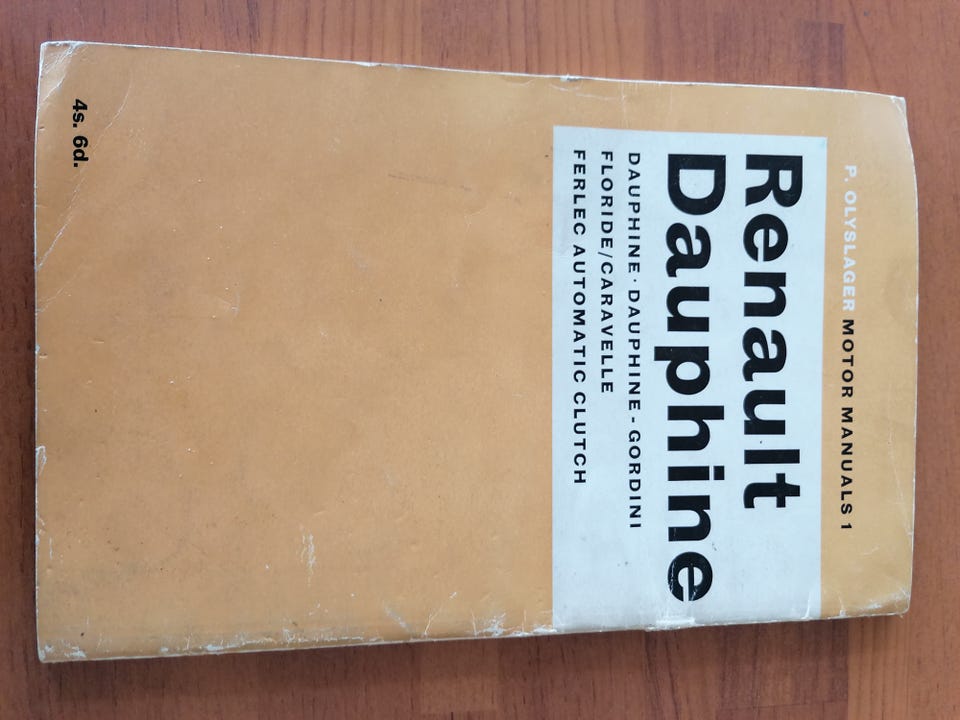 P. OLYSLAGER MOTOR MANUALS 1
Renault
Dauphine
DAUPHINE · DAUPHINE - GORDINI
FLORIDE/CARAVELLE
FERLEC AUTOMATIC CLUTCH
4s. 6d.